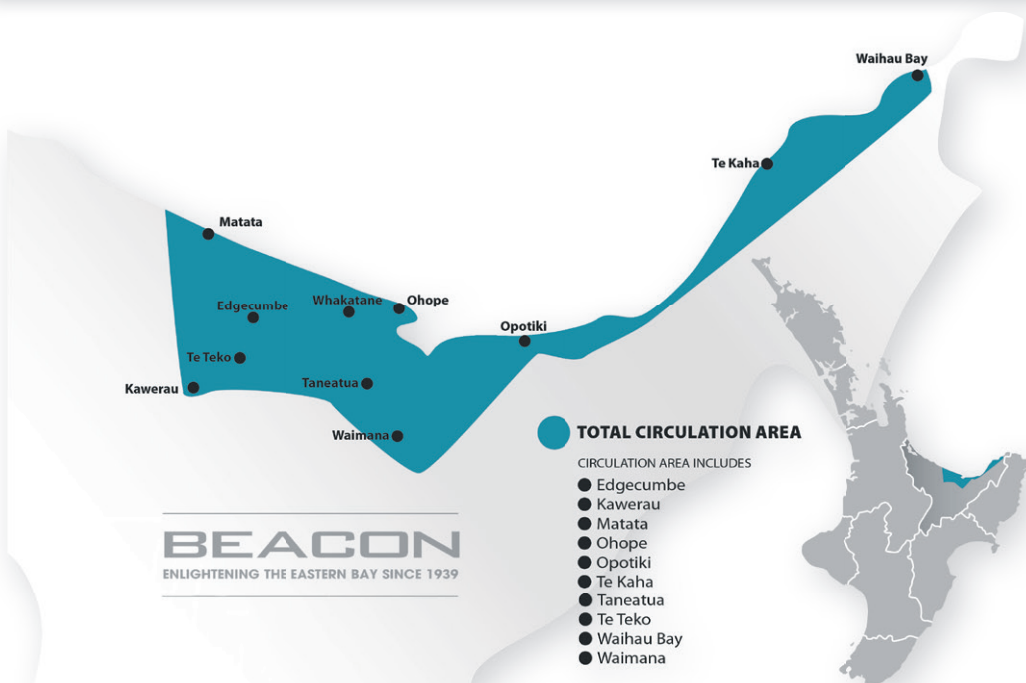 Waihau Bay
Te Kaha
Matata
Edgecumbe
Whakatane
Ohope
Opotiki
Te Teko
Kawerau
Taneatua
Waimana
TOTAL CIRCULATION AREA
CIRCULATION AREA INCLUDES
Edgecumbe
Kawerau
Matata
Ohope
Opotiki
Te Kaha
Taneatua
Te Teko
Waihau Bay
Waimana
BEACON
ENLIGHTENING THE EASTERN BAY SINCE 1939